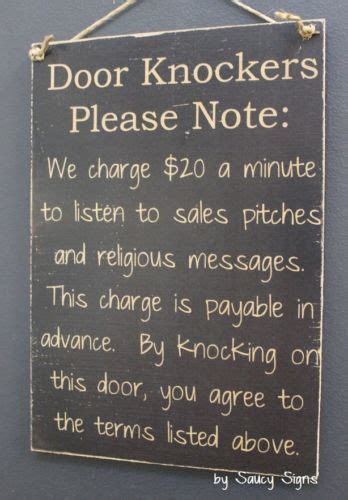 Door Knockers
Please Note:
We charge $20 a minute
to listen to sales pitches
and religious messages.
This charge is payable in
advance. By Knocking on
this door, you agree to
the terms listed above.
by Saucy Signs